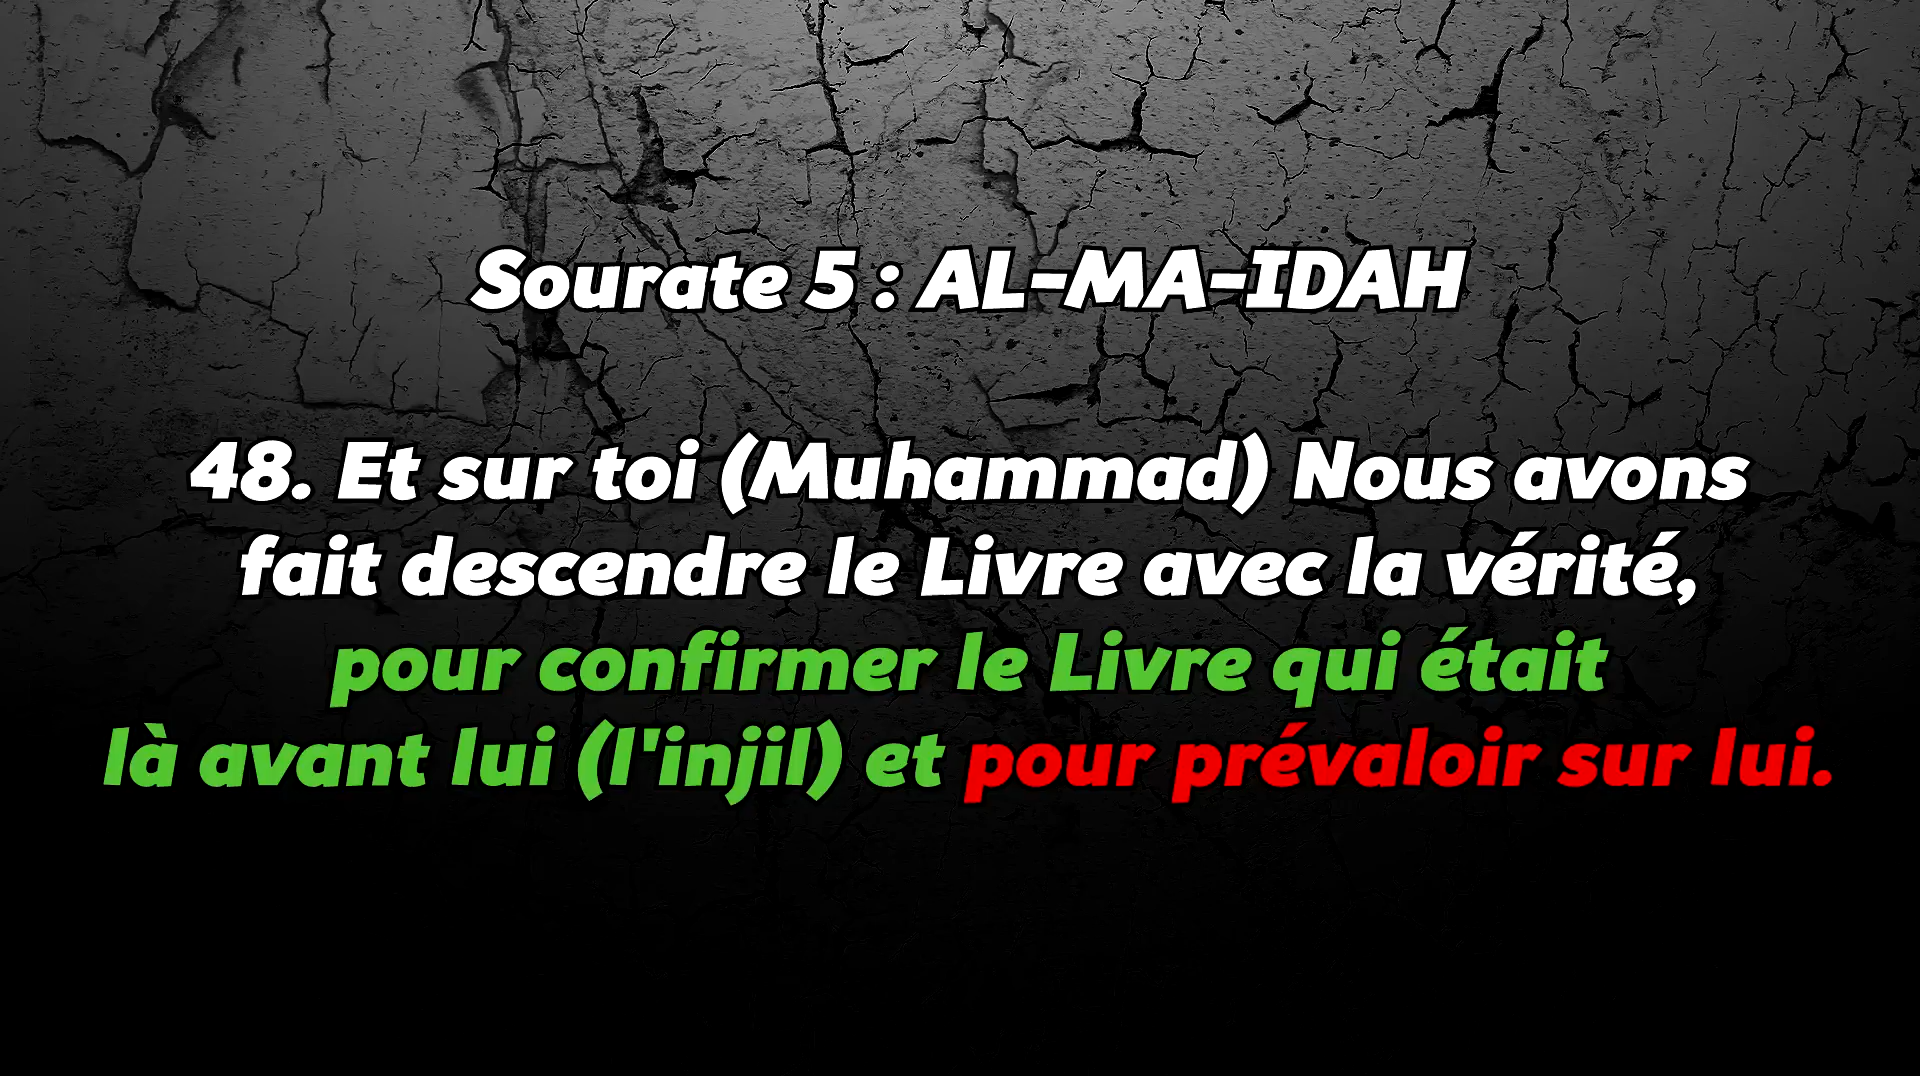 Sourate 5 : AL-MA-IDAH
48. Et sur toi (Muhammad) Nous avons
fait descendre le Livre avec la vérité,
pour confirmer le Livre qui était
là avant lui (l'injil) et pour prévaloir sur lui.